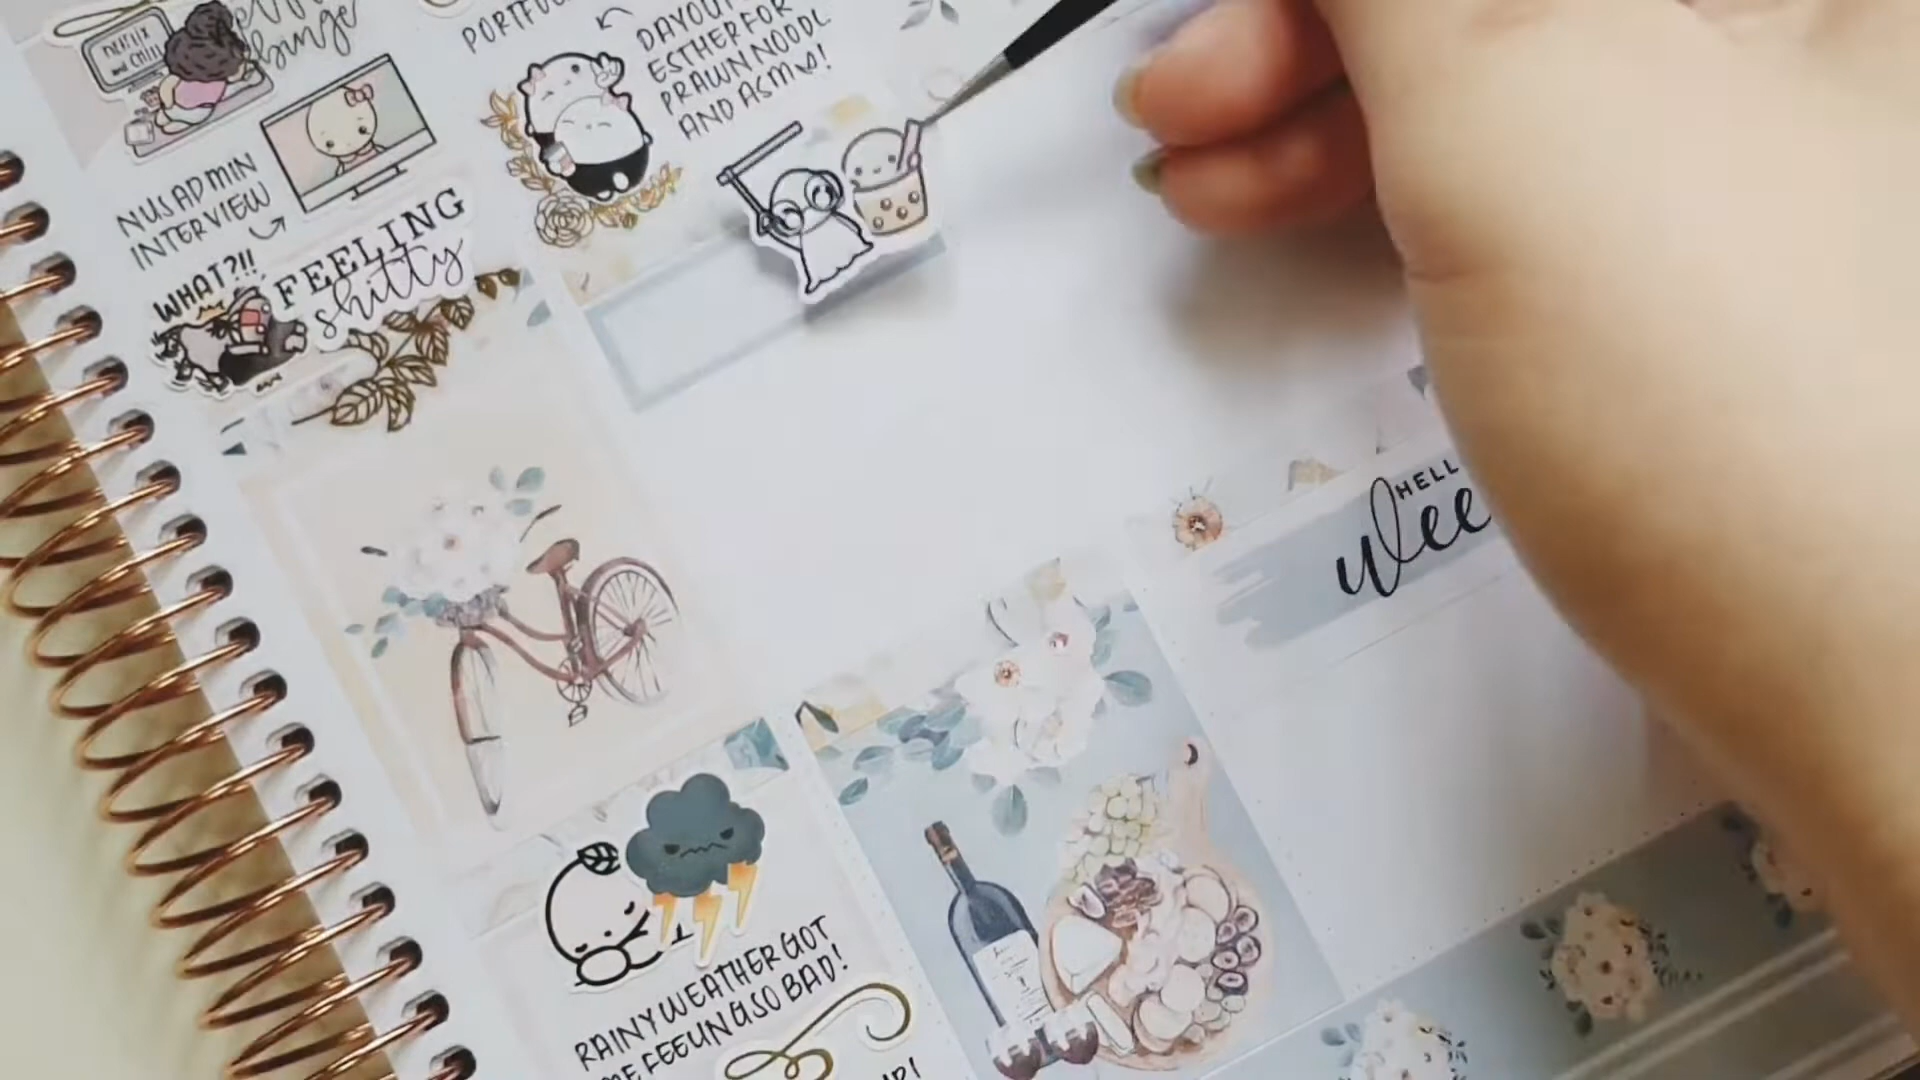 NETFLIX
and CHILL
binge
DAYOUT
ESTHER FOR
PRAWN NOODL
AND ASMR!
NUS ADMIN
INTERVIEW
WHAT?!!
FEELING
shitty
HELL
wee
RAINY WEATHER GOT
ME FEELING SO BAD!